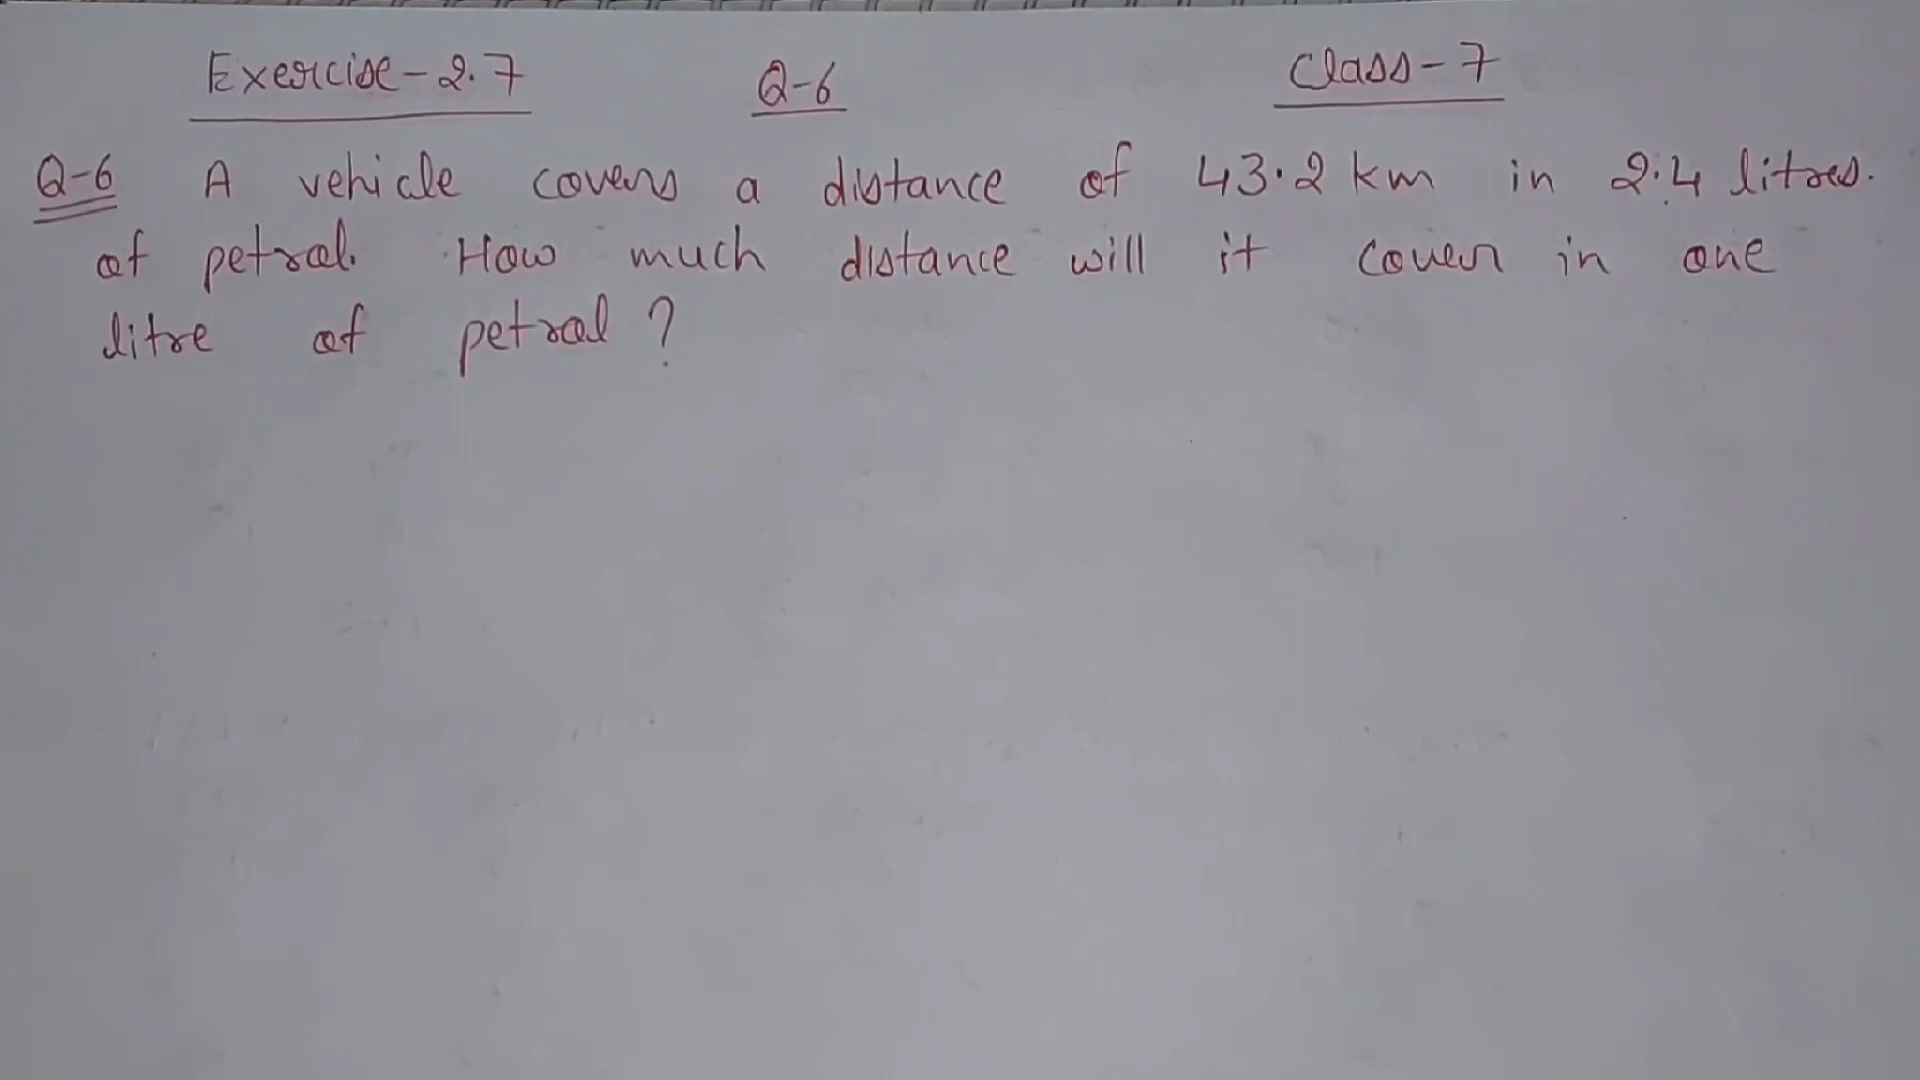 Exercise-2.7 Q-6 Class-7
Q-6 A vehicle covers a distance of 43.2 km in 2.4 litres.
of petrol. How much distance will it cover in one
litre of petrol?